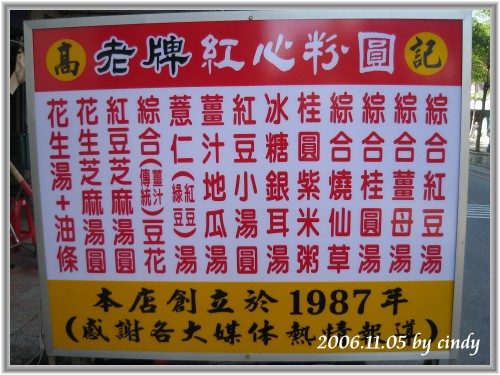 高 老牌紅心粉圓 記
綜合紅豆湯
綜合薑母湯
綜合桂圓湯
綜合燒仙草
桂圓紫米粥
冰糖銀耳湯
紅豆小湯圓
薑汁地瓜湯
薏仁(紅豆綠豆)湯
綜合(薑汁傳統)豆花
紅豆芝麻湯圓
花生芝麻湯圓
花生湯+油條
本店創立於1987年
(感謝各大媒体熱情報導)
2006.11.05 by cindy